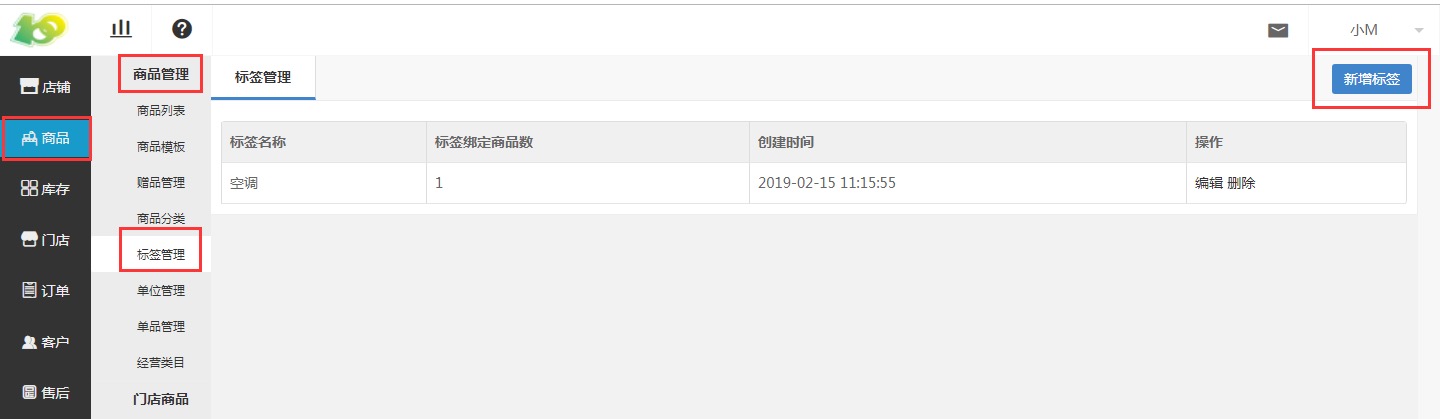 小M
店铺
商品
库存
门店
订单
客户
售后
商品管理
商品列表
商品模板
赠品管理
商品分类
标签管理
单位管理
单品管理
经营类目
门店商品
标签管理
新增标签
标签名称 标签绑定商品数 创建时间 操作
空调 1 2019-02-15 11:15:55 编辑 删除